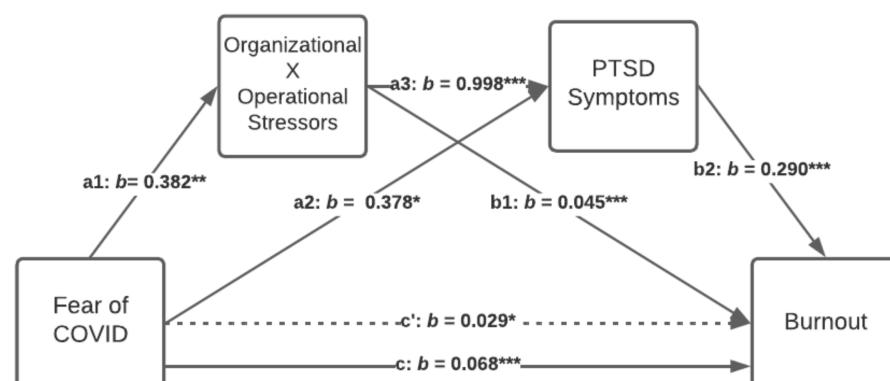 Organizational
X
Operational
Stressors
a3: b = 0.998***
PTSD
Symptoms
a1: b= 0.382**
b2: b = 0.290***
a2: b = 0.378*
b1: b = 0.045***
Fear of
COVID
c': b = 0.029*
Burnout
c: b = 0.068***